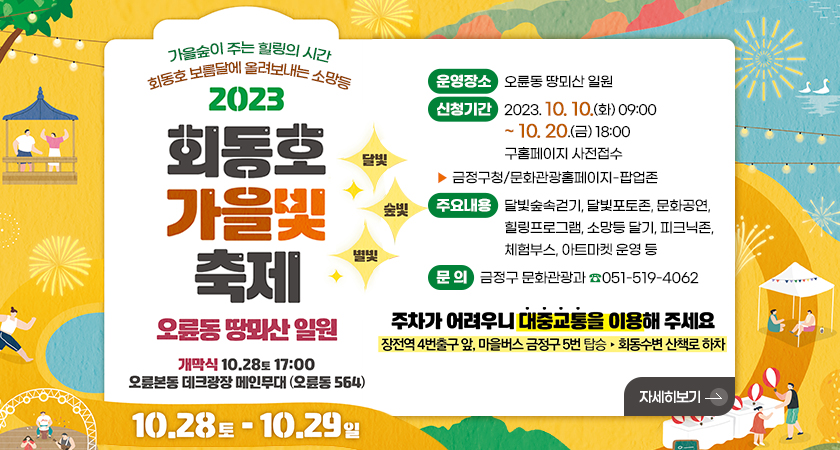 가을숲이 주는 힐링의 시간
회동호 보름달에 올려보내는 소망등
2023
회동호
가을빛
축제
달빛
숲빛
별빛
오륜동 땅뫼산 일원
개막식 10.28토 17:00
오륜본동 데크광장 메인무대 (오륜동 564)
10.28토 - 10.29일
운영장소 오륜동 땅뫼산 일원
신청기간 2023. 10. 10.(화) 09:00
~ 10. 20.(금) 18:00
구홈페이지 사전접수
▶ 금정구청/문화관광홈페이지-팝업존
주요내용 달빛숲속걷기, 달빛포토존, 문화공연,
힐링프로그램, 소망등 달기, 피크닉존,
체험부스, 아트마켓 운영 등
문 의 금정구 문화관광과 ☎051-519-4062
주차가 어려우니 대중교통을 이용해 주세요
장전역 4번출구 앞, 마을버스 금정구 5번 탑승 ▸ 회동수변 산책로 하차
자세히보기